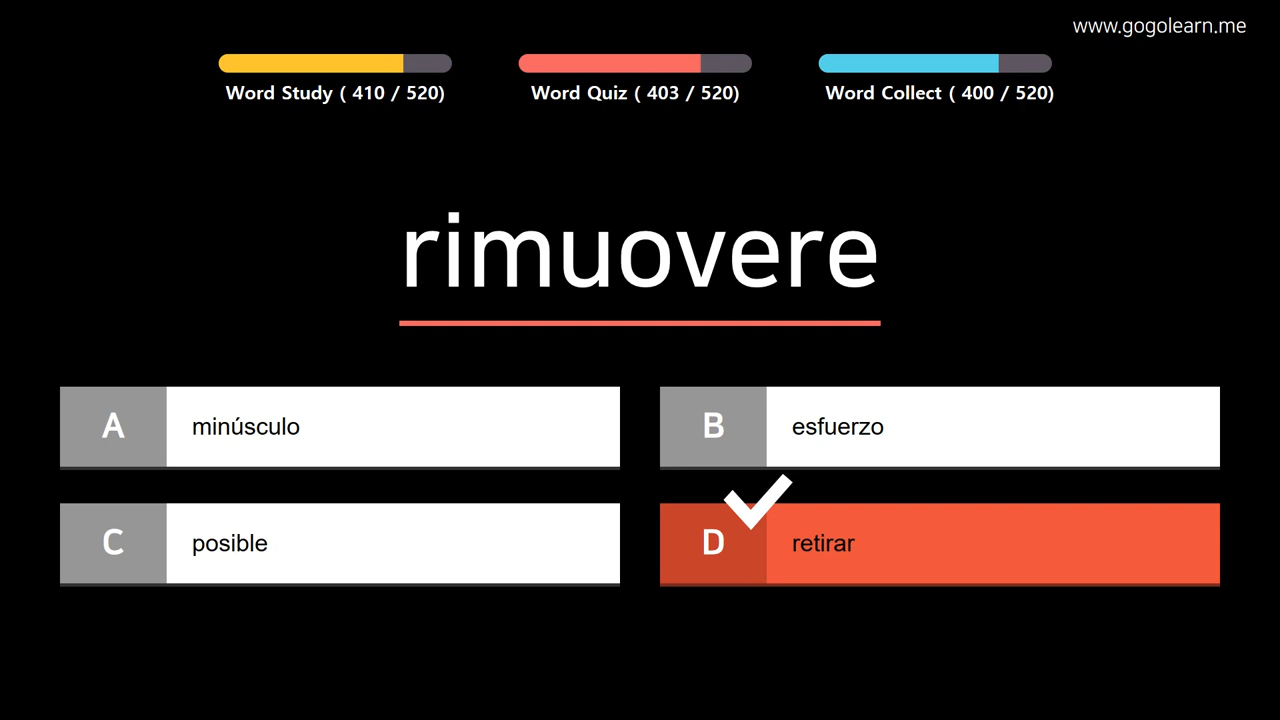 www.gogolearn.me
Word Study ( 410 / 520)
Word Quiz ( 403 / 520)
Word Collect ( 400 / 520)
rimuovere
A minúsculo
B esfuerzo
C posible
D retirar